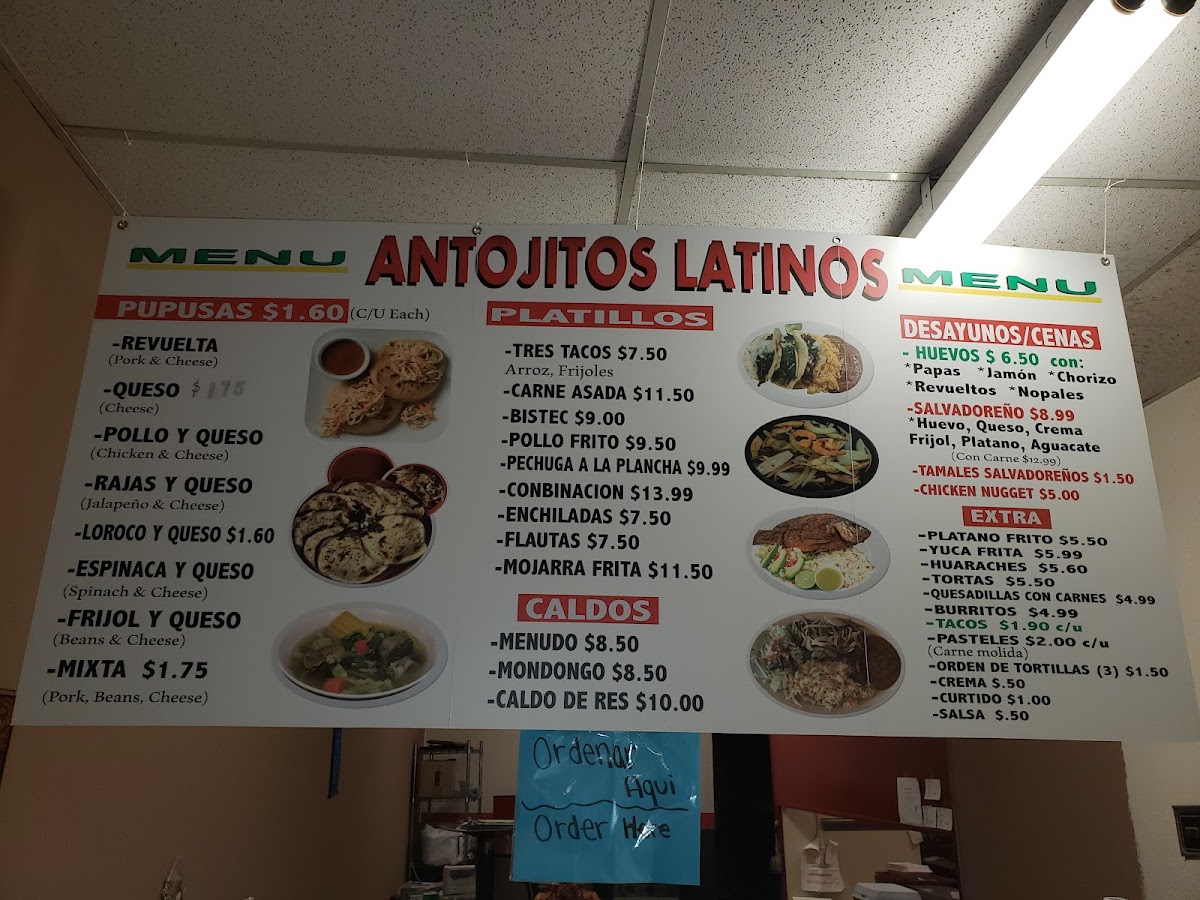 MENU
ANTOJITOS LATINOS
MENU
PUPUSAS $1.60 (C/U Each)
-REVUELTA
(Pork & Cheese)
-QUESO $1.75
(Cheese)
-POLLO Y QUESO
(Chicken & Cheese)
-RAJAS Y QUESO
(Jalapeño & Cheese)
-LOROCO Y QUESO $1.60
-ESPINACA Y QUESO
(Spinach & Cheese)
-FRIJOL Y QUESO
(Beans & Cheese)
-MIXTA $1.75
(Pork, Beans, Cheese)
PLATILLOS
-TRES TACOS $7.50
Arroz, Frijoles
-CARNE ASADA $11.50
-BISTEC $9.00
-POLLO FRITO $9.50
-PECHUGA A LA PLANCHA $9.99
-CONBINACION $13.99
-ENCHILADAS $7.50
-FLAUTAS $7.50
-MOJARRA FRITA $11.50
CALDOS
-MENUDO $8.50
-MONDONGO $8.50
-CALDO DE RES $10.00
DESAYUNOS/CENAS
- HUEVOS $ 6.50 con:
*Papas *Jamón *Chorizo
*Revueltos *Nopales
-SALVADOREÑO $8.99
*Huevo, Queso, Crema
Frijol, Platano, Aguacate
(Con Carne $12.99)
-TAMALES SALVADOREÑOS $1.50
-CHICKEN NUGGET $5.00
EXTRA
-PLATANO FRITO $5.50
-YUCA FRITA $5.99
-HUARACHES $5.60
-TORTAS $5.50
-QUESADILLAS CON CARNES $4.99
-BURRITOS $4.99
-TACOS $1.90 c/u
-PASTELES $2.00 c/u
(Carne molida)
-ORDEN DE TORTILLAS (3) $1.50
-CREMA $.50
-CURTIDO $1.00
-SALSA $.50
Ordenar
Aqui
Order Here